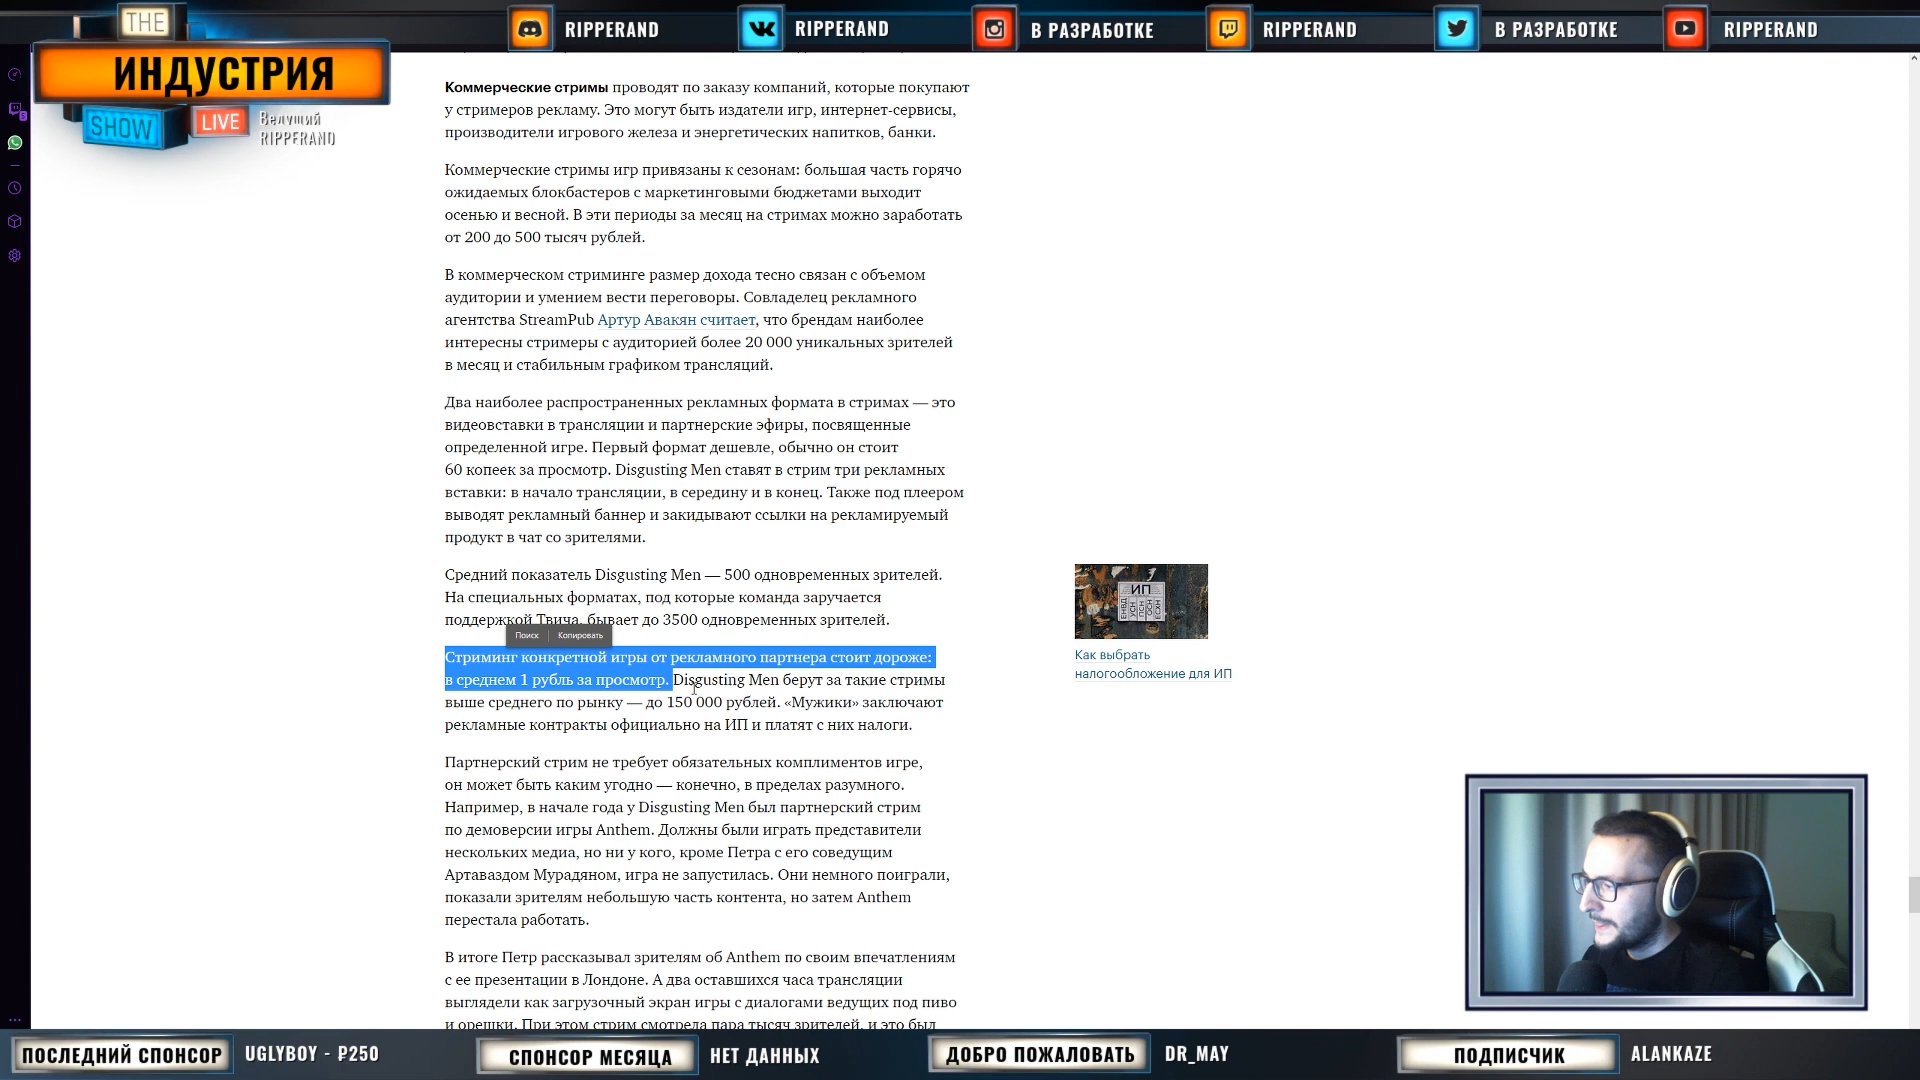 THE
ИНДУСТРИЯ
SHOW
LIVE
Ведущий
RIPPERAND
RIPPERAND
RIPPERAND
В РАЗРАБОТКЕ
RIPPERAND
В РАЗРАБОТКЕ
RIPPERAND
Коммерческие стримы проводят по заказу компаний, которые покупают
у стримеров рекламу. Это могут быть издатели игр, интернет-сервисы,
производители игрового железа и энергетических напитков, банки.
Коммерческие стримы игр привязаны к сезонам: большая часть горячо
ожидаемых блокбастеров с маркетинговыми бюджетами выходит
осенью и весной. В эти периоды за месяц на стримах можно заработать
от 200 до 500 тысяч рублей.
В коммерческом стриминге размер дохода тесно связан с объемом
аудитории и умением вести переговоры. Совладелец рекламного
агентства StreamPub Артур Авакян считает, что брендам наиболее
интересны стримеры с аудиторией более 20 000 уникальных зрителей
в месяц и стабильным графиком трансляций.
Два наиболее распространенных рекламных формата в стримах — это
видеовставки в трансляции и партнерские эфиры, посвященные
определенной игре. Первый формат дешевле, обычно он стоит
60 копеек за просмотр. Disgusting Men ставят в стрим три рекламных
вставки: в начало трансляции, в середину и в конец. Также под плеером
выводят рекламный баннер и закидывают ссылки на рекламируемый
продукт в чат со зрителями.
Средний показатель Disgusting Men — 500 одновременных зрителей.
На специальных форматах, под которые команда заручается
поддержкой Твича, бывает до 3500 одновременных зрителей.
Поиск Копировать
Стриминг конкретной игры от рекламного партнера стоит дороже:
в среднем 1 рубль за просмотр. Disgusting Men берут за такие стримы
выше среднего по рынку — до 150 000 рублей. «Мужики» заключают
рекламные контракты официально на ИП и платят с них налоги.
Партнерский стрим не требует обязательных комплиментов игре,
он может быть каким угодно — конечно, в пределах разумного.
Например, в начале года у Disgusting Men был партнерский стрим
по демоверсии игры Anthem. Должны были играть представители
нескольких медиа, но ни у кого, кроме Петра с его соведущим
Артаваздом Мурадяном, игра не запустилась. Они немного поиграли,
показали зрителям небольшую часть контента, но затем Anthem
перестала работать.
В итоге Петр рассказывал зрителям об Anthem по своим впечатлениям
с ее презентации в Лондоне. А два оставшихся часа трансляции
выглядели как загрузочный экран игры с диалогами ведущих под пиво
и орешки. При этом стрим смотрела пара тысяч зрителей, и это был
ИП
ЕНВД
УСН
ПСН
ОСН
ЕСХН
Как выбрать
налогообложение для ИП
ПОСЛЕДНИЙ СПОНСОР
UGLYBOY - ₽250
СПОНСОР МЕСЯЦА
НЕТ ДАННЫХ
ДОБРО ПОЖАЛОВАТЬ
DR_MAY
ПОДПИСЧИК
ALANKAZE